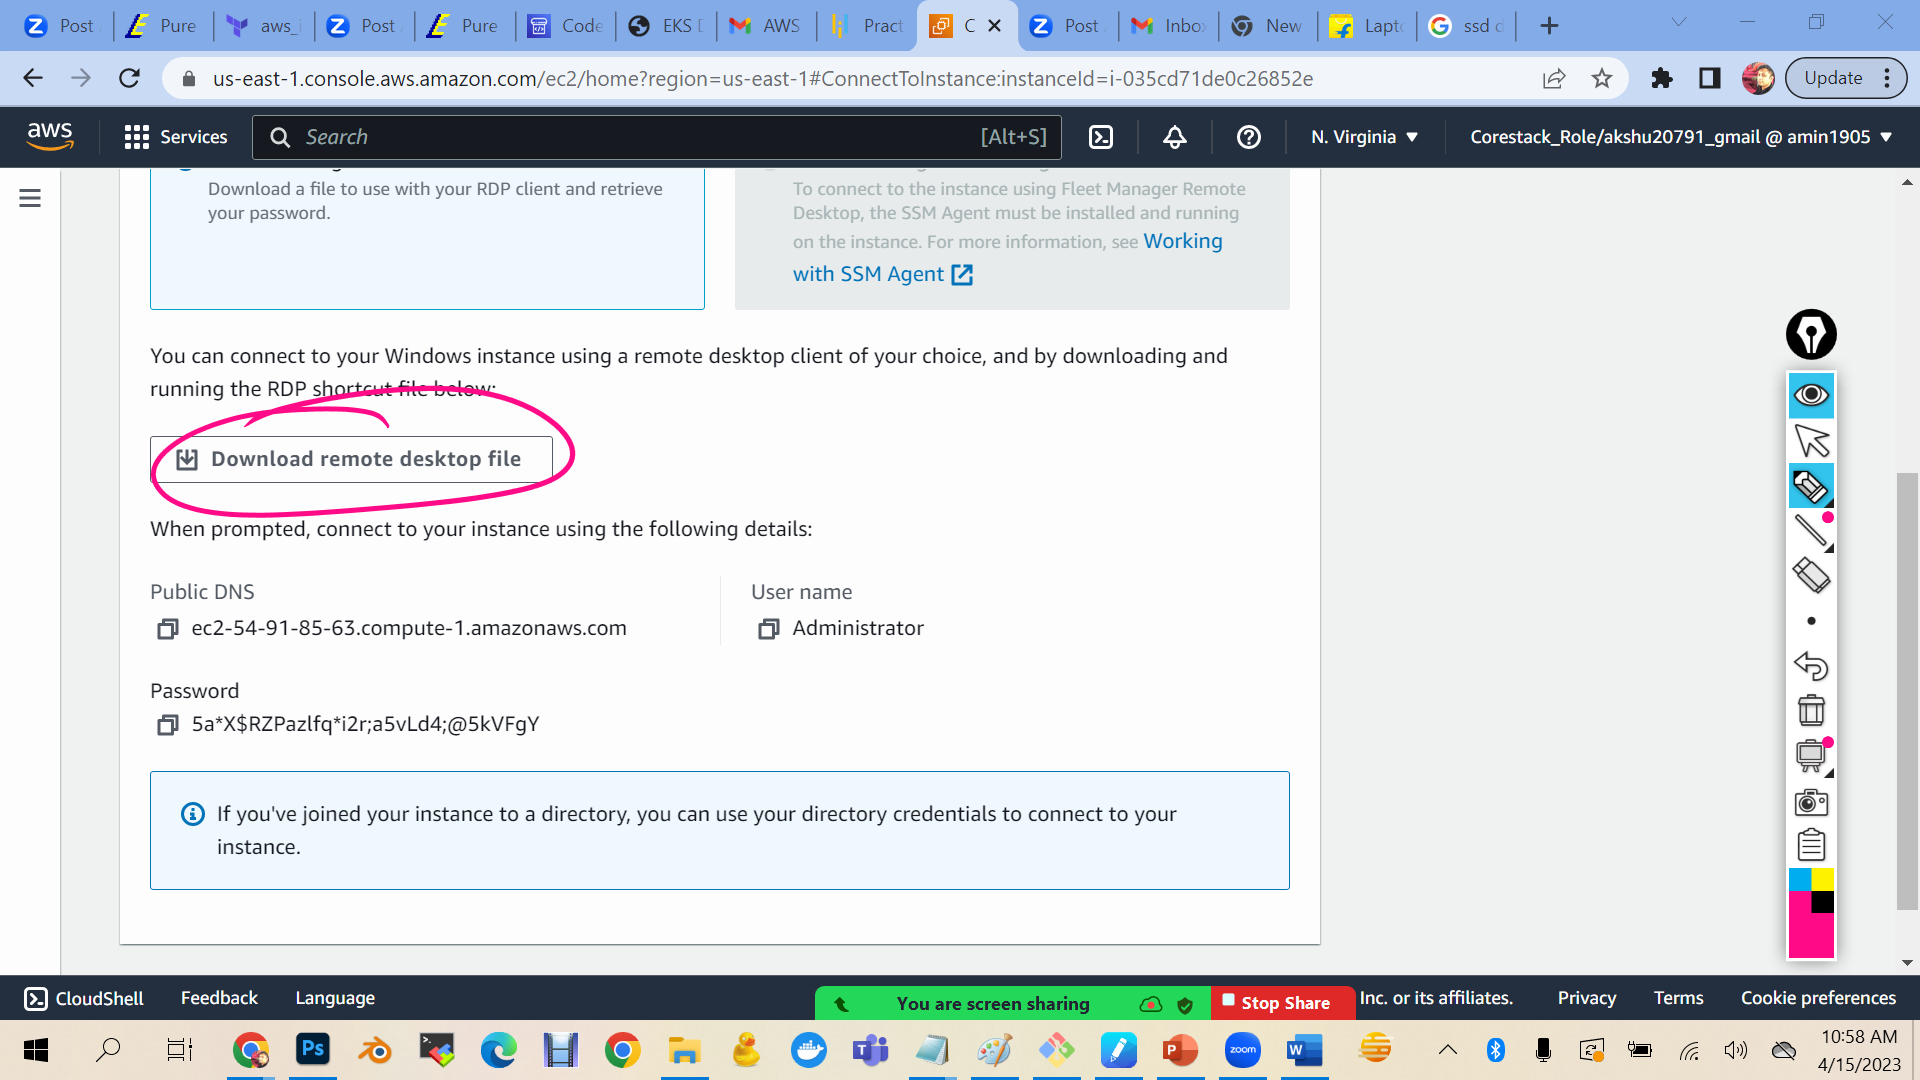 Post
Pure
aws_i
Post
Pure
Code
EKS D
AWS
Pract
C
Post
Inbox
New
Lapto
ssd d
us-east-1.console.aws.amazon.com/ec2/home?region=us-east-1#ConnectToInstance:instanceId=i-035cd71de0c26852e
Update
aws
Services
Search
[Alt+S]
N. Virginia
Corestack_Role/akshu20791_gmail @ amin1905
Download a file to use with your RDP client and retrieve
your password.
To connect to the instance using Fleet Manager Remote
Desktop, the SSM Agent must be installed and running
on the instance. For more information, see Working
with SSM Agent
You can connect to your Windows instance using a remote desktop client of your choice, and by downloading and
running the RDP shortcut file below:
Download remote desktop file
When prompted, connect to your instance using the following details:
Public DNS
ec2-54-91-85-63.compute-1.amazonaws.com
User name
Administrator
Password
5a*X$RZPazlfq*i2r;a5vLd4;@5kVFgY
If you've joined your instance to a directory, you can use your directory credentials to connect to your
instance.
CloudShell
Feedback
Language
You are screen sharing
Stop Share
Inc. or its affiliates.
Privacy
Terms
Cookie preferences
Ps
zoom
10:58 AM
4/15/2023